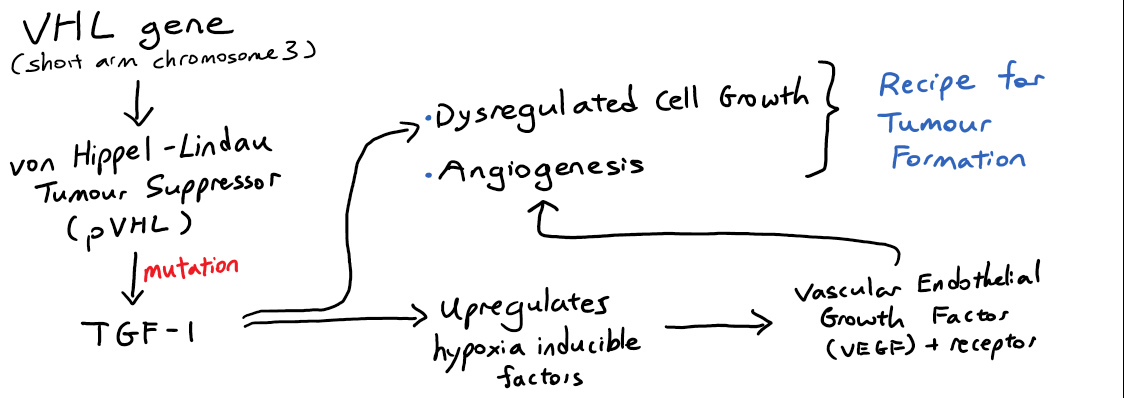 VHL gene
(short arm chromosome 3)
von Hippel-Lindau
Tumour Suppressor
(pVHL)
mutation
TGF-1
• Dysregulated Cell Growth
• Angiogenesis
Recipe for
Tumour
Formation
Upregulates
hypoxia inducible
factors
Vascular Endothelial
Growth Factor
(VEGF) + receptor